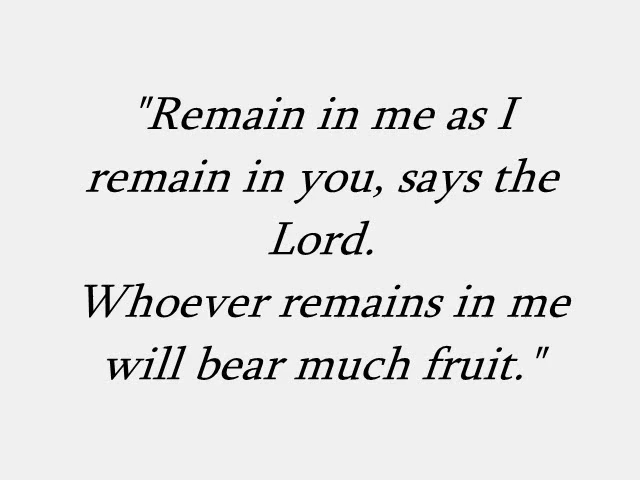 "Remain in me as I
remain in you, says the
Lord.
Whoever remains in me
will bear much fruit."